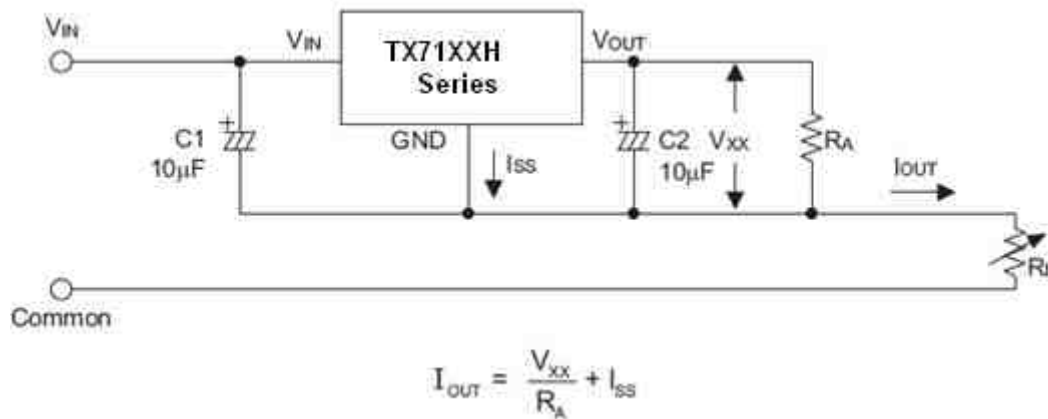 VIN
VIN
TX71XXH
Series
VOUT
GND
C1
10μF
ISS
C2
10μF
VXX
RA
IOUT
Common
IOUT = VXX / RA + ISS